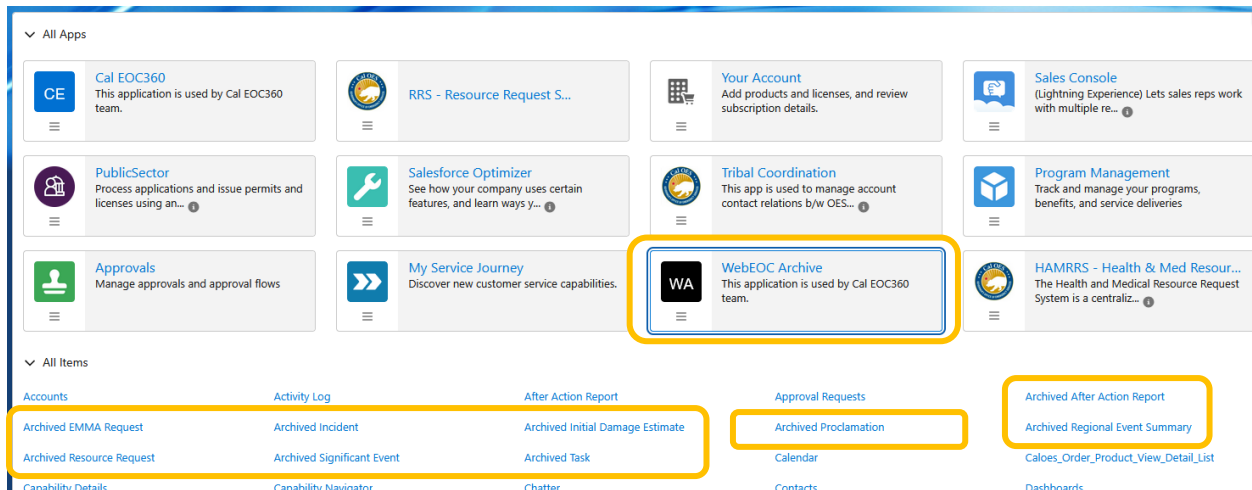 All Apps
CE
Cal EOC360
This application is used by Cal EOC360
team.
RRS - Resource Request S...
Your Account
Add products and licenses, and review
subscription details.
Sales Console
(Lightning Experience) Lets sales reps work
with multiple re...
PublicSector
Process applications and issue permits and
licenses using an...
Salesforce Optimizer
See how your company uses certain
features, and learn ways y...
Tribal Coordination
This app is used to manage account
contact relations b/w OES...
Program Management
Track and manage your programs,
benefits, and service deliveries
Approvals
Manage approvals and approval flows
My Service Journey
Discover new customer service capabilities.
WA
WebEOC Archive
This application is used by Cal EOC360
team.
HAMRRS - Health & Med Resour...
The Health and Medical Resource Request
System is a centraliz...
All Items
Accounts Activity Log After Action Report Approval Requests Archived After Action Report
Archived EMMA Request Archived Incident Archived Initial Damage Estimate Archived Proclamation Archived Regional Event Summary
Archived Resource Request Archived Significant Event Archived Task Calendar Caloes_Order_Product_View_Detail_List
Capability Details Capability Navigator Chatter Contacts Dashboards